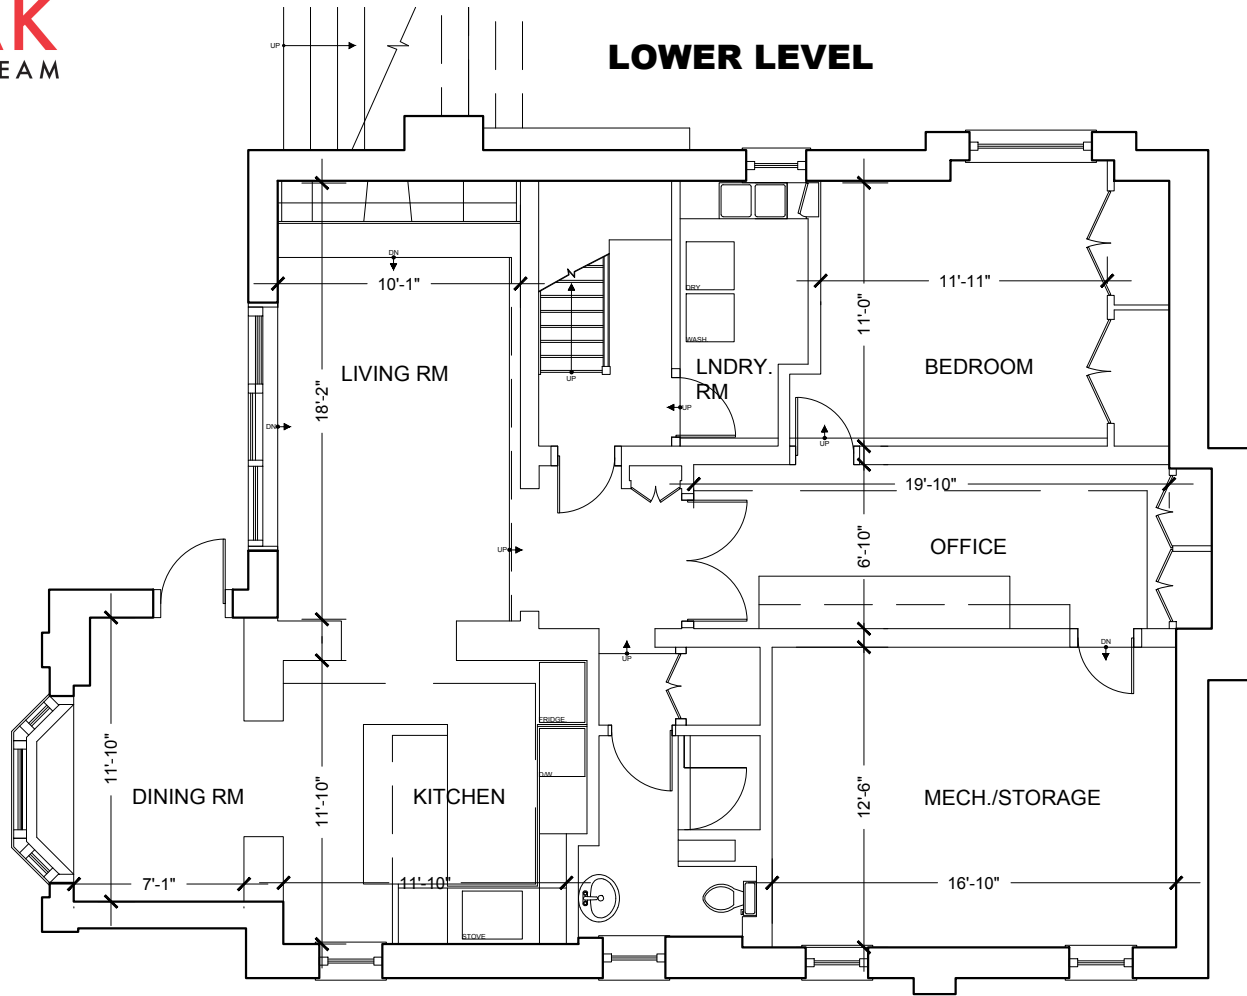 AK
EAM
UP
LOWER LEVEL
DN
10'-1"
DRY.
11'-11"
11'-0"
WASH.
LIVING RM
LNDRY.
RM
BEDROOM
18'-2"
UP
UP
DN
UP
19'-10"
UP
6'-10"
OFFICE
UP
DN
FRIDGE.
11'-10"
D/W
DINING RM
11'-10"
KITCHEN
12'-6"
MECH./STORAGE
7'-1"
11'-10"
16'-10"
STOVE